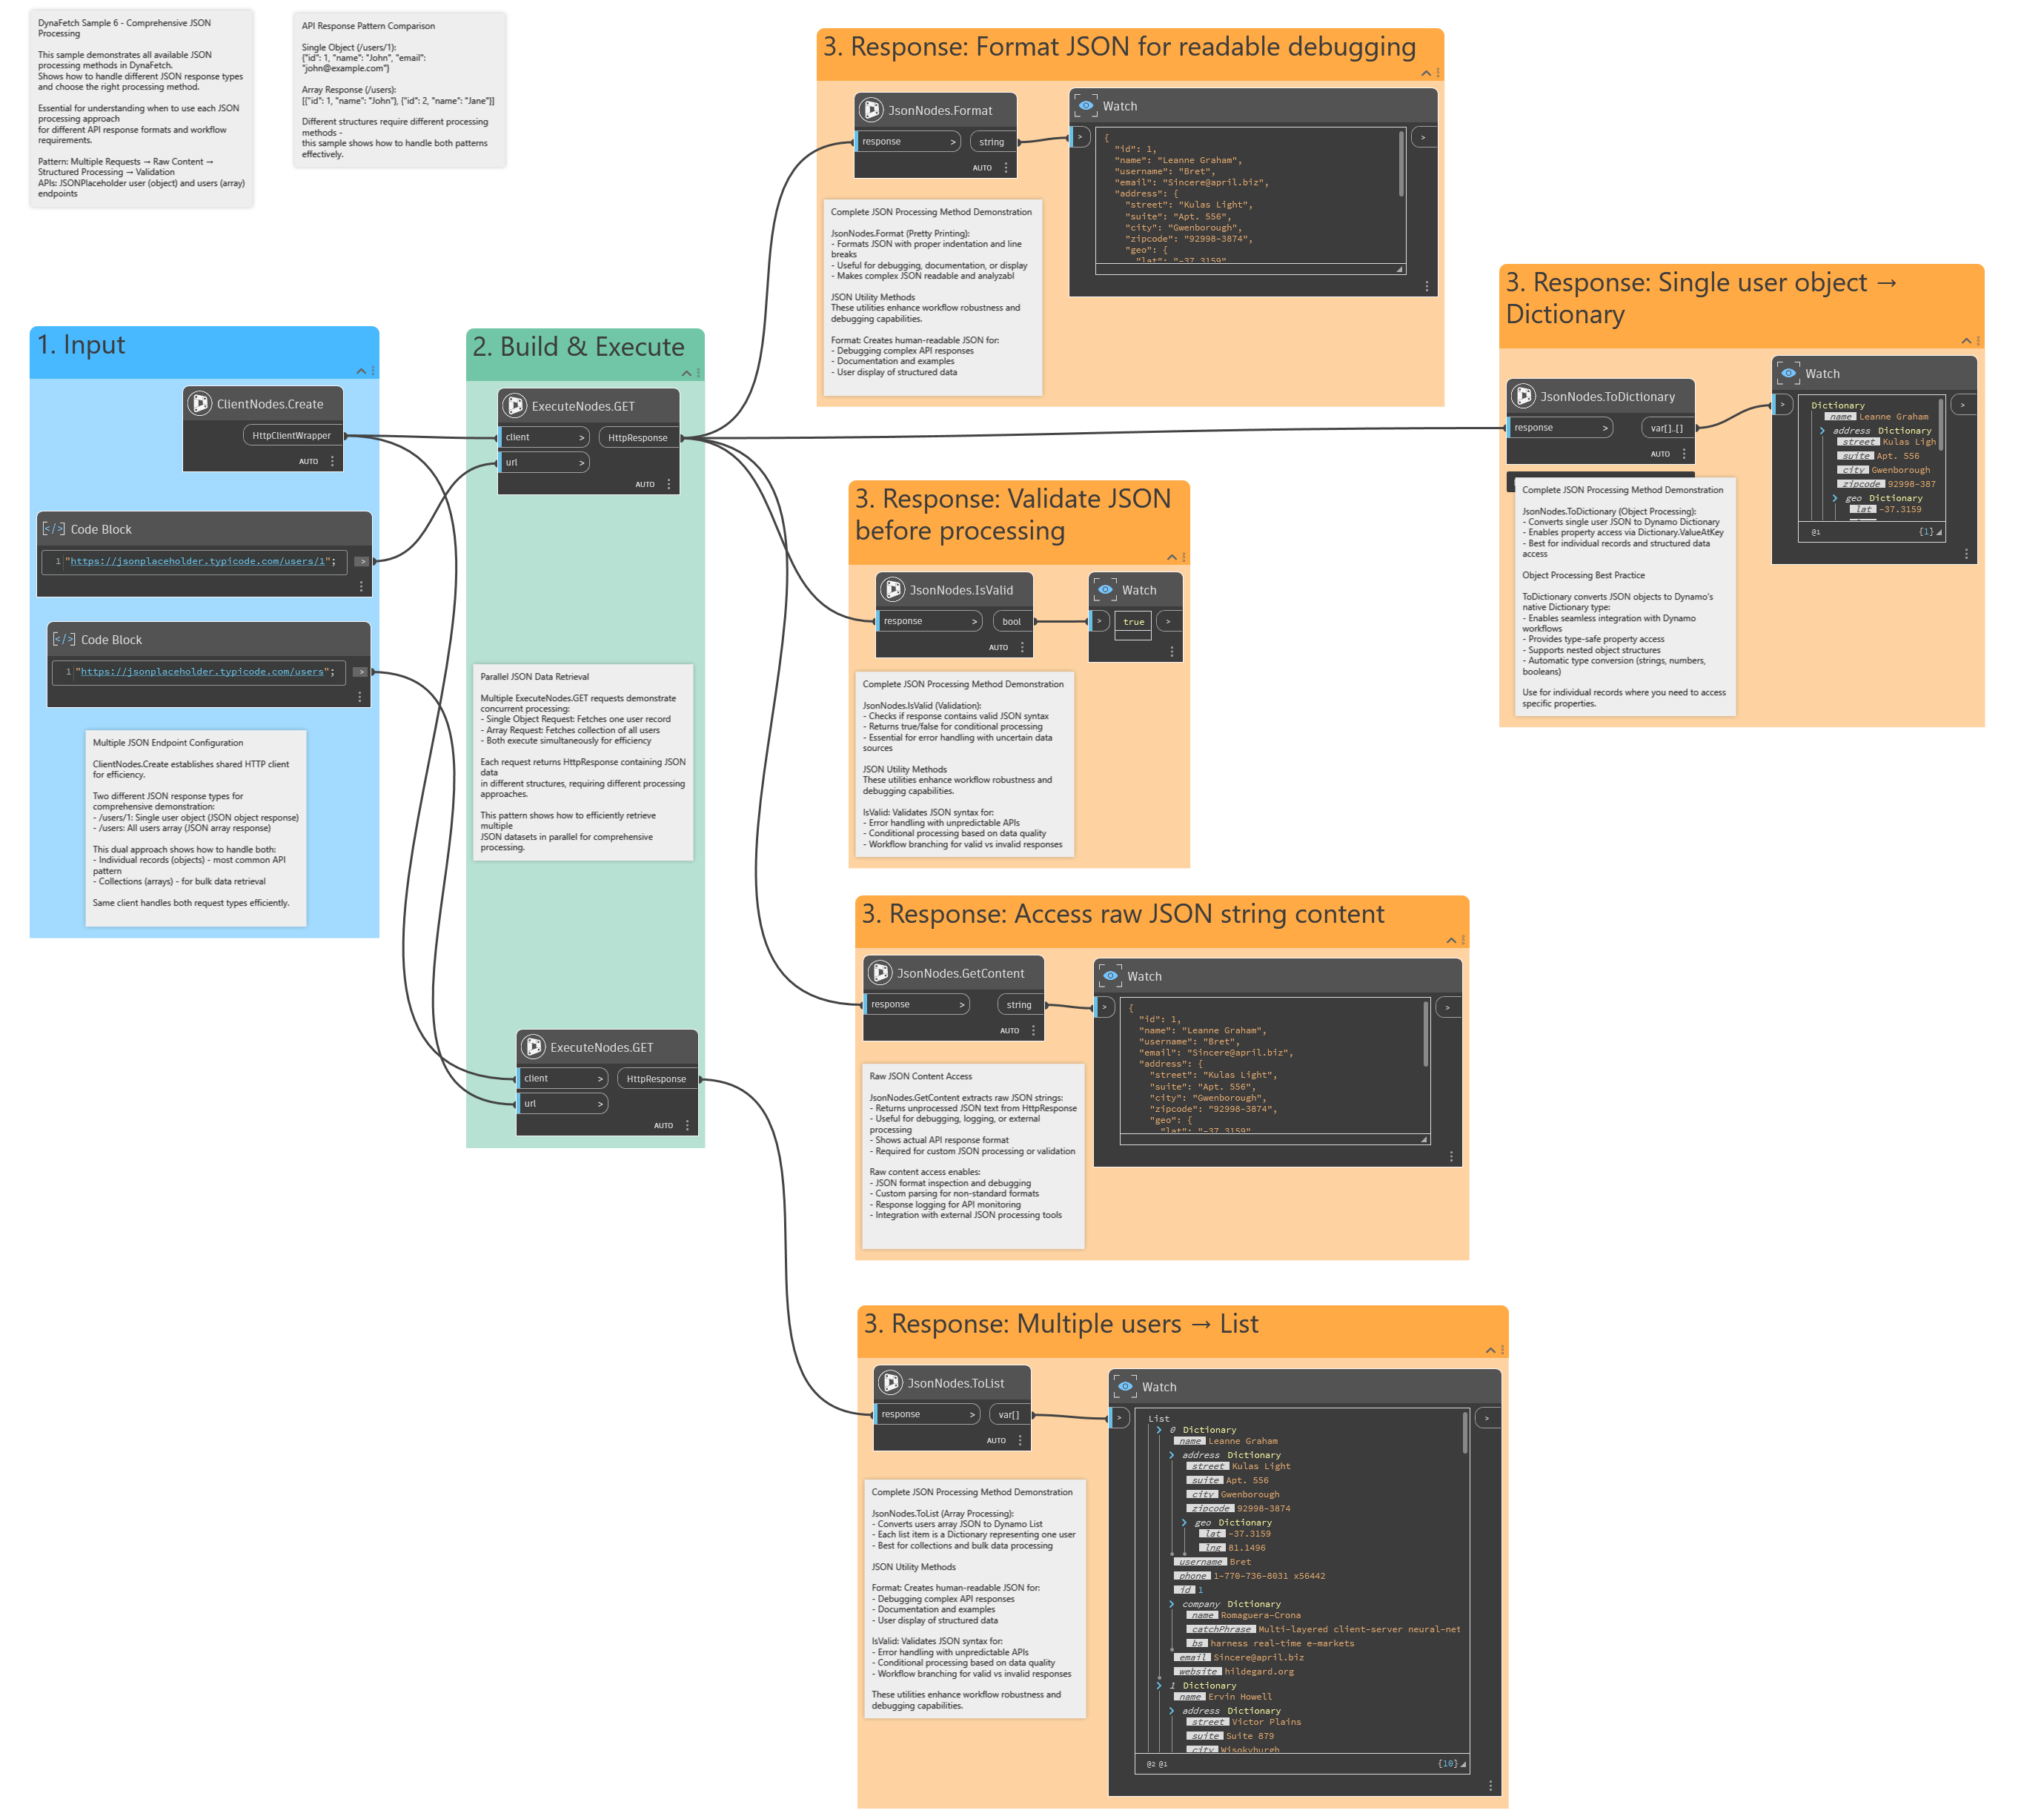 DynaFetch Sample 6 - Comprehensive JSON
Processing
This sample demonstrates all available JSON
processing methods in DynaFetch.
Shows how to handle different JSON response types
and choose the right processing method.
Essential for understanding when to use each JSON
processing approach
for different API response formats and workflow
requirements.
Pattern: Multiple Requests → Raw Content →
Structured Processing → Validation
APIs: JSONPlaceholder user (object) and users (array)
endpoints
API Response Pattern Comparison
Single Object (/users/1):
{"id": 1, "name": "John", "email":
"john@example.com"}
Array Response (/users):
[{"id": 1, "name": "John"}, {"id": 2, "name": "Jane"}]
Different structures require different processing
methods -
this sample shows how to handle both patterns
effectively.
1. Input
ClientNodes.Create
HttpClientWrapper >
AUTO
Code Block
1 "https://jsonplaceholder.typicode.com/users/1"; >
Code Block
1 "https://jsonplaceholder.typicode.com/users"; >
Multiple JSON Endpoint Configuration
ClientNodes.Create establishes shared HTTP client
for efficiency.
Two different JSON response types for
comprehensive demonstration:
- /users/1: Single user object (JSON object response)
- /users: All users array (JSON array response)
This dual approach shows how to handle both:
- Individual records (objects) - most common API
pattern
- Collections (arrays) - for bulk data retrieval
Same client handles both request types efficiently.
2. Build & Execute
ExecuteNodes.GET
client > HttpResponse
url >
AUTO
Parallel JSON Data Retrieval
Multiple ExecuteNodes.GET requests demonstrate
concurrent processing:
- Single Object Request: Fetches one user record
- Array Request: Fetches collection of all users
- Both execute simultaneously for efficiency
Each request returns HttpResponse containing JSON
data
in different structures, requiring different processing
approaches.
This pattern shows how to efficiently retrieve
multiple
JSON datasets in parallel for comprehensive
processing.
ExecuteNodes.GET
client > HttpResponse
url >
AUTO
3. Response: Format JSON for readable debugging
JsonNodes.Format
response > string
AUTO
Watch
> >
{
"id": 1,
"name": "Leanne Graham",
"username": "Bret",
"email": "Sincere@april.biz",
"address": {
"street": "Kulas Light",
"suite": "Apt. 556",
"city": "Gwenborough",
"zipcode": "92998-3874",
"geo": {
"lat": "-37.3159"
Complete JSON Processing Method Demonstration
JsonNodes.Format (Pretty Printing):
- Formats JSON with proper indentation and line
breaks
- Useful for debugging, documentation, or display
- Makes complex JSON readable and analyzabl
JSON Utility Methods
These utilities enhance workflow robustness and
debugging capabilities.
Format: Creates human-readable JSON for:
- Debugging complex API responses
- Documentation and examples
- User display of structured data
3. Response: Single user object →
Dictionary
JsonNodes.ToDictionary
response > var[]..[]
AUTO
Watch
> >
Dictionary
name Leanne Graham
address Dictionary
street Kulas Ligh
suite Apt. 556
city Gwenborough
zipcode 92998-387
geo Dictionary
lat -37.3159
@1 {1}
Complete JSON Processing Method Demonstration
JsonNodes.ToDictionary (Object Processing):
- Converts single user JSON to Dynamo Dictionary
- Enables property access via Dictionary.ValueAtKey
- Best for individual records and structured data
access
Object Processing Best Practice
ToDictionary converts JSON objects to Dynamo's
native Dictionary type:
- Enables seamless integration with Dynamo
workflows
- Provides type-safe property access
- Supports nested object structures
- Automatic type conversion (strings, numbers,
booleans)
Use for individual records where you need to access
specific properties.
3. Response: Validate JSON
before processing
JsonNodes.IsValid
response > bool
AUTO
Watch
> true >
Complete JSON Processing Method Demonstration
JsonNodes.IsValid (Validation):
- Checks if response contains valid JSON syntax
- Returns true/false for conditional processing
- Essential for error handling with uncertain data
sources
JSON Utility Methods
These utilities enhance workflow robustness and
debugging capabilities.
IsValid: Validates JSON syntax for:
- Error handling with unpredictable APIs
- Conditional processing based on data quality
- Workflow branching for valid vs invalid responses
3. Response: Access raw JSON string content
JsonNodes.GetContent
response > string
AUTO
Watch
> >
{
"id": 1,
"name": "Leanne Graham",
"username": "Bret",
"email": "Sincere@april.biz",
"address": {
"street": "Kulas Light",
"suite": "Apt. 556",
"city": "Gwenborough",
"zipcode": "92998-3874",
"geo": {
"lat": "-37.3159"
Raw JSON Content Access
JsonNodes.GetContent extracts raw JSON strings:
- Returns unprocessed JSON text from HttpResponse
- Useful for debugging, logging, or external
processing
- Shows actual API response format
- Required for custom JSON processing or validation
Raw content access enables:
- JSON format inspection and debugging
- Custom parsing for non-standard formats
- Response logging for API monitoring
- Integration with external JSON processing tools
3. Response: Multiple users → List
JsonNodes.ToList
response > var[]
AUTO
Watch
> >
List
0 Dictionary
name Leanne Graham
address Dictionary
street Kulas Light
suite Apt. 556
city Gwenborough
zipcode 92998-3874
geo Dictionary
lat -37.3159
lng 81.1496
username Bret
phone 1-770-736-8031 x56442
id 1
company Dictionary
name Romaguera-Crona
catchPhrase Multi-layered client-server neural-net
bs harness real-time e-markets
email Sincere@april.biz
website hildegard.org
1 Dictionary
name Ervin Howell
address Dictionary
street Victor Plains
suite Suite 879
city Wisokyburgh
@2 @1 {10}
Complete JSON Processing Method Demonstration
JsonNodes.ToList (Array Processing):
- Converts users array JSON to Dynamo List
- Each list item is a Dictionary representing one user
- Best for collections and bulk data processing
JSON Utility Methods
Format: Creates human-readable JSON for:
- Debugging complex API responses
- Documentation and examples
- User display of structured data
IsValid: Validates JSON syntax for:
- Error handling with unpredictable APIs
- Conditional processing based on data quality
- Workflow branching for valid vs invalid responses
These utilities enhance workflow robustness and
debugging capabilities.